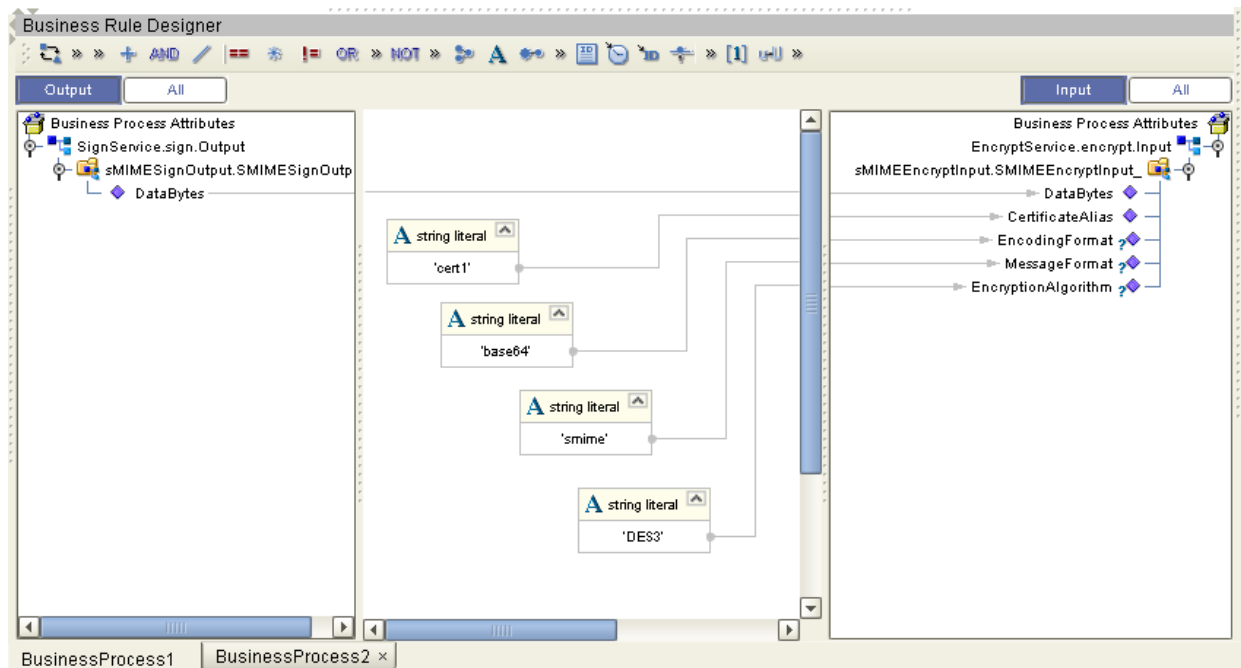 Business Rule Designer
» » AND == != OR » NOT » A » ID ID » [1] »
Output All Input All
Business Process Attributes
SignService.sign.Output
sMIMESignOutput.SMIMESignOutp
DataBytes
A string literal
'cert1'
A string literal
'base64'
A string literal
'smime'
A string literal
'DES3'
Business Process Attributes
EncryptService.encrypt.Input
sMIMEEncryptInput.SMIMEEncryptInput_
DataBytes
CertificateAlias
EncodingFormat ?
MessageFormat ?
EncryptionAlgorithm ?
BusinessProcess1 BusinessProcess2 ×